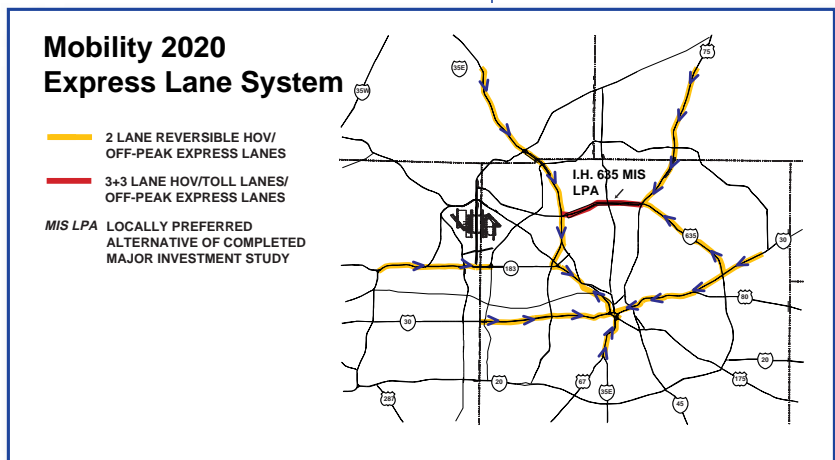 Mobility 2020
Express Lane System
2 LANE REVERSIBLE HOV/
OFF-PEAK EXPRESS LANES
3+3 LANE HOV/TOLL LANES/
OFF-PEAK EXPRESS LANES
MIS LPA LOCALLY PREFERRED
ALTERNATIVE OF COMPLETED
MAJOR INVESTMENT STUDY
75
35E
35W
I.H. 635 MIS
LPA
635
30
183
80
30
20
20
67
175
35E
287
45